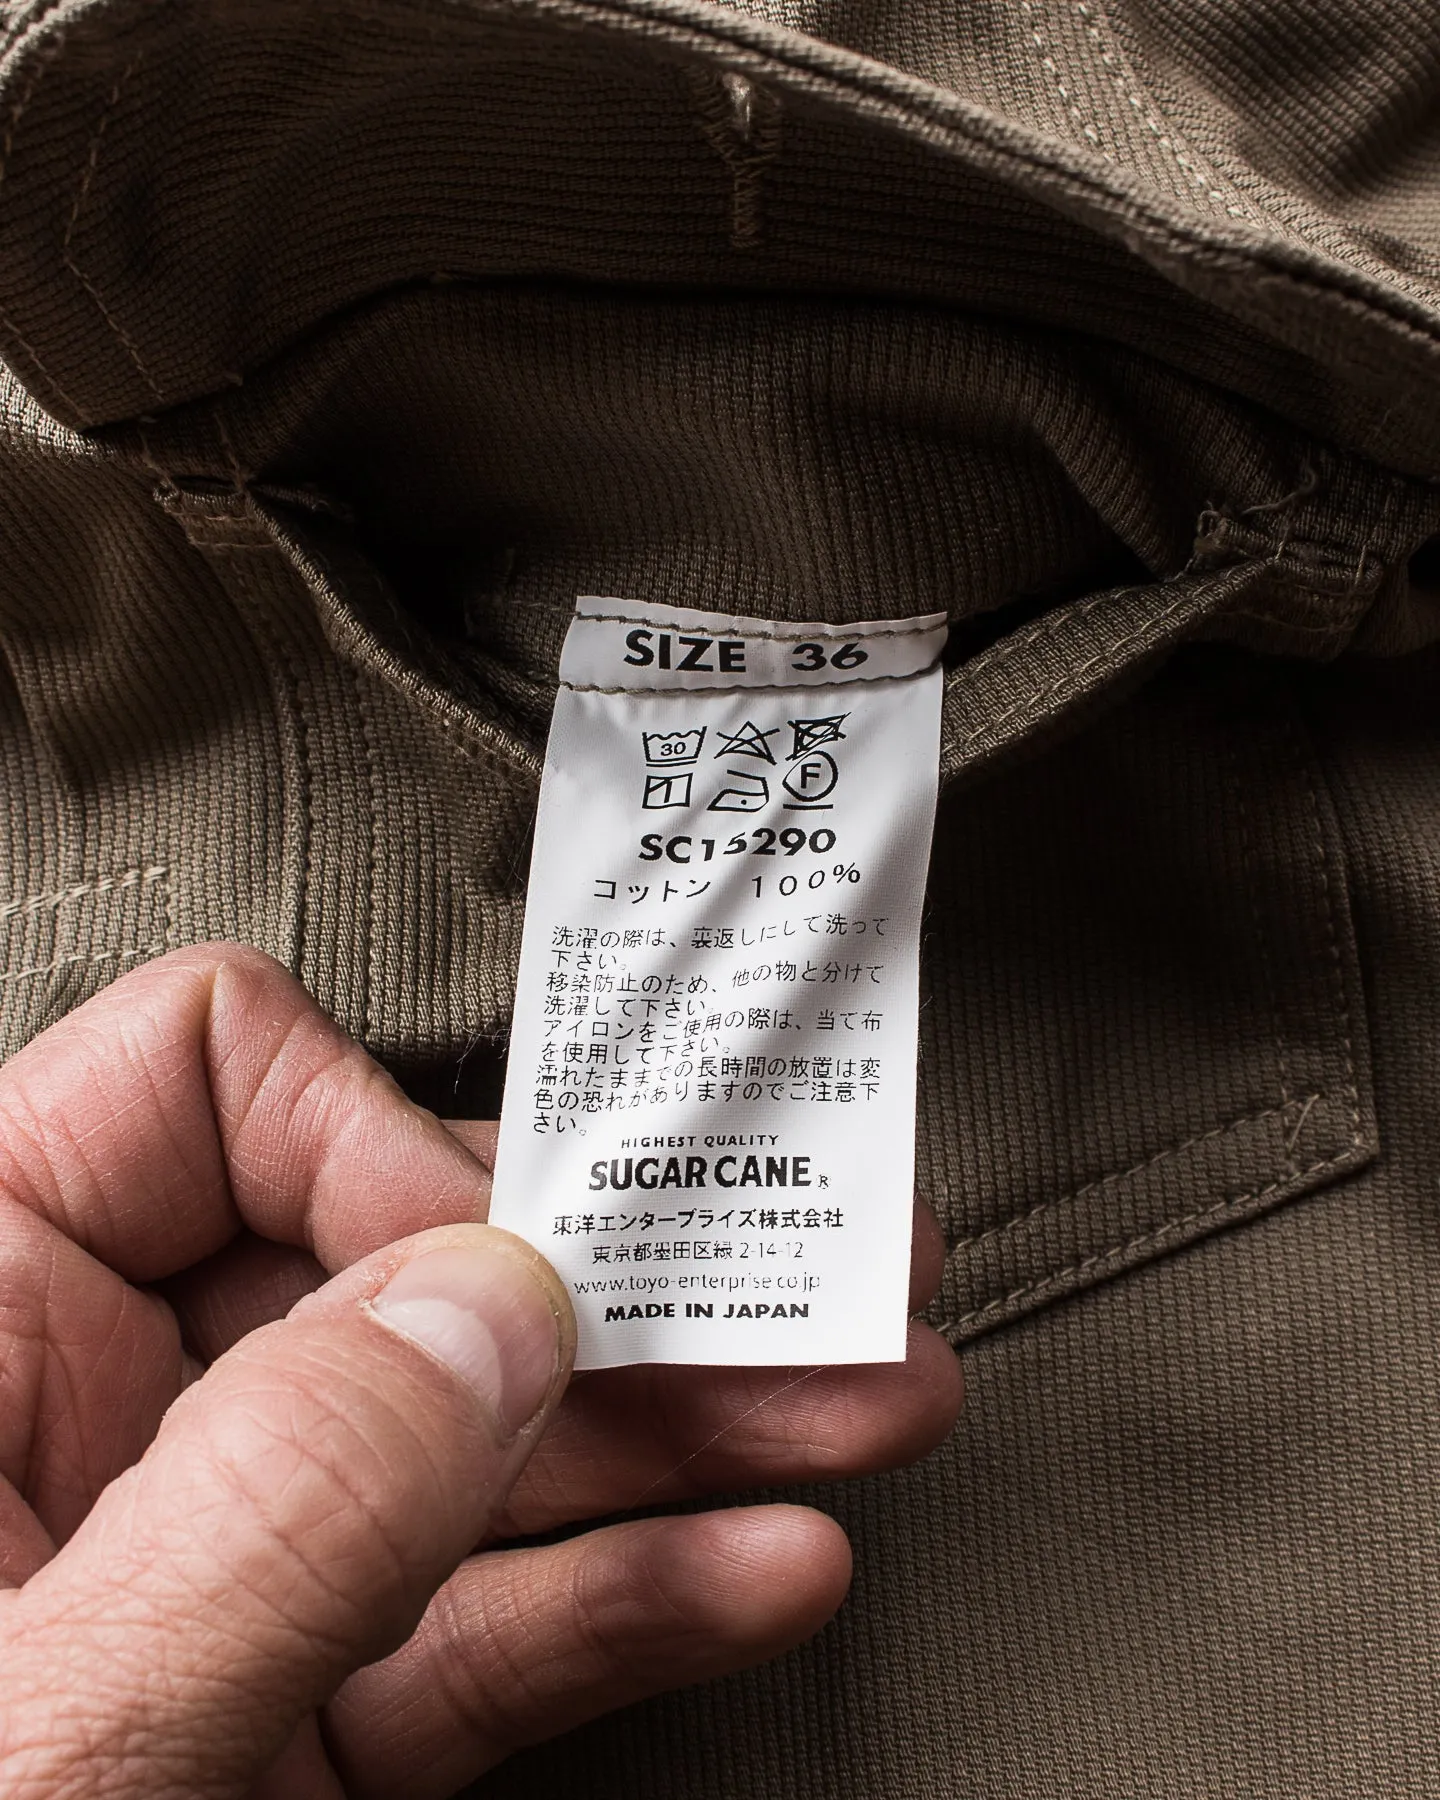 SIZE 36
30
F
SC15290
コットン 100%
洗濯の際は、裏返しにして洗って
下さい。
移染防止のため、他の物と分けて
洗濯して下さい。
アイロンをご使用の際は、当て布
を使用して下さい。
濡れたままでの長時間の放置は変
色の恐れがありますのでご注意下
さい。
HIGHEST QUALITY
SUGAR CANE®
東洋エンタープライズ株式会社
東京都墨田区緑 2-14-12
www.toyo-enterprise.co.jp
MADE IN JAPAN